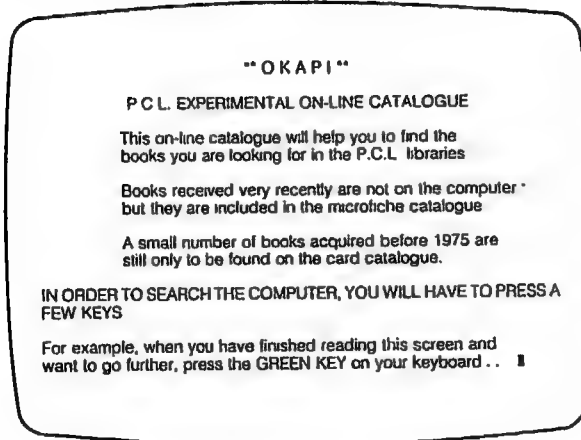 "OKAPI"
P C L. EXPERIMENTAL ON-LINE CATALOGUE
This on-line catalogue will help you to find the
books you are looking for in the P.C.L libraries
Books received very recently are not on the computer
but they are included in the microfiche catalogue
A small number of books acquired before 1975 are
still only to be found on the card catalogue.
IN ORDER TO SEARCH THE COMPUTER, YOU WILL HAVE TO PRESS A
FEW KEYS
For example, when you have finished reading this screen and
want to go further, press the GREEN KEY on your keyboard . .